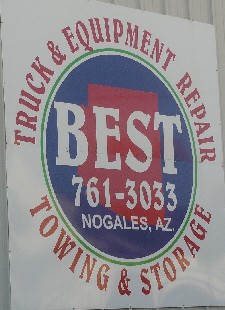 TRUCK & EQUIPMENT REPAIR
BEST
761-3033
NOGALES, AZ.
TOWING & STORAGE